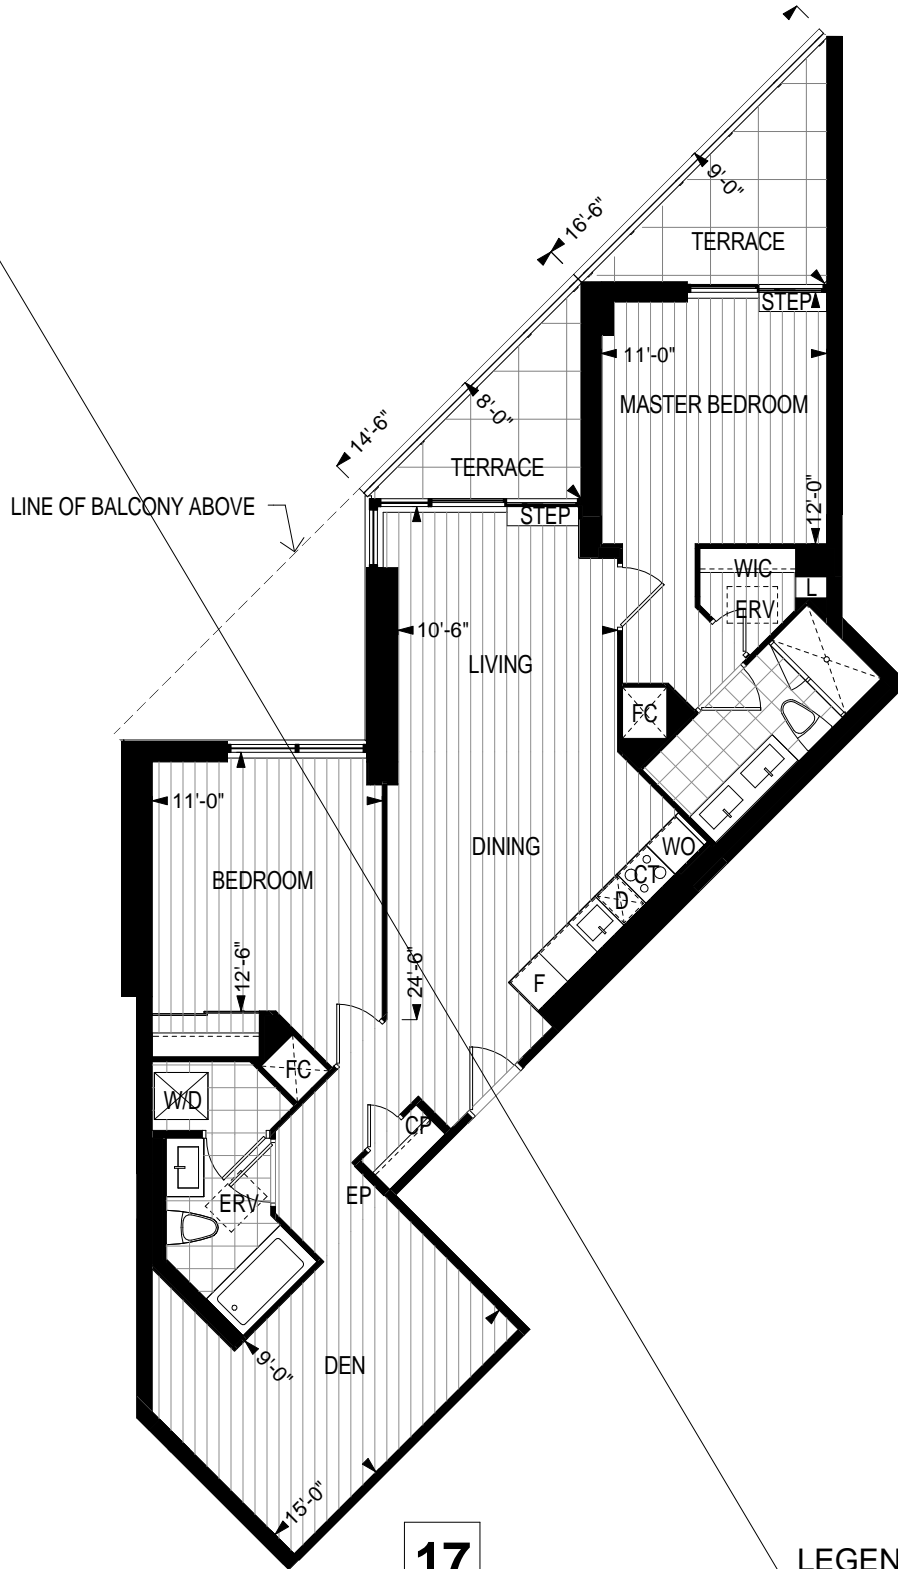 9'-0"
TERRACE
16'-6"
STEP
11'-0"
MASTER BEDROOM
8'-0"
14'-6"
TERRACE
12'-0"
LINE OF BALCONY ABOVE
STEP
WIC
L
ERV
10'-6"
LIVING
FC
11'-0"
DINING
WO
CT
BEDROOM
D
12'-6"
24'-6"
F
FC
W/D
CP
EP
ERV
9'-0"
DEN
15'-0"
17
LEGEN